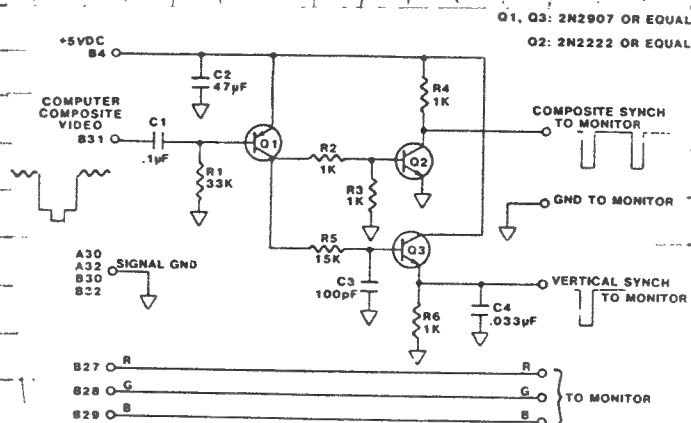 Q1, Q3: 2N2907 OR EQUAL
Q2: 2N2222 OR EQUAL
+5VDC
B4
C2
47µF
R4
1K
COMPUTER
COMPOSITE
VIDEO
B31
C1
.1µF
Q1
R1
33K
R2
1K
R3
1K
Q2
COMPOSITE SYNCH
TO MONITOR
GND TO MONITOR
R5
15K
Q3
C3
100pF
A30
A32
B30
B32
SIGNAL GND
VERTICAL SYNCH
TO MONITOR
R6
1K
C4
.033µF
B27 R R
B28 G G
B29 B B
TO MONITOR